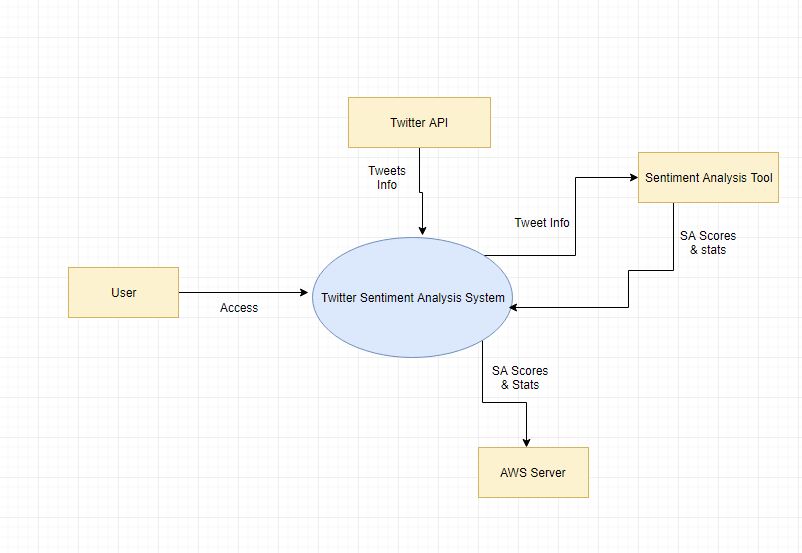 Twitter API
Tweets
Info
Sentiment Analysis Tool
Tweet Info
SA Scores
& stats
User
Access
Twitter Sentiment Analysis System
SA Scores
& Stats
AWS Server